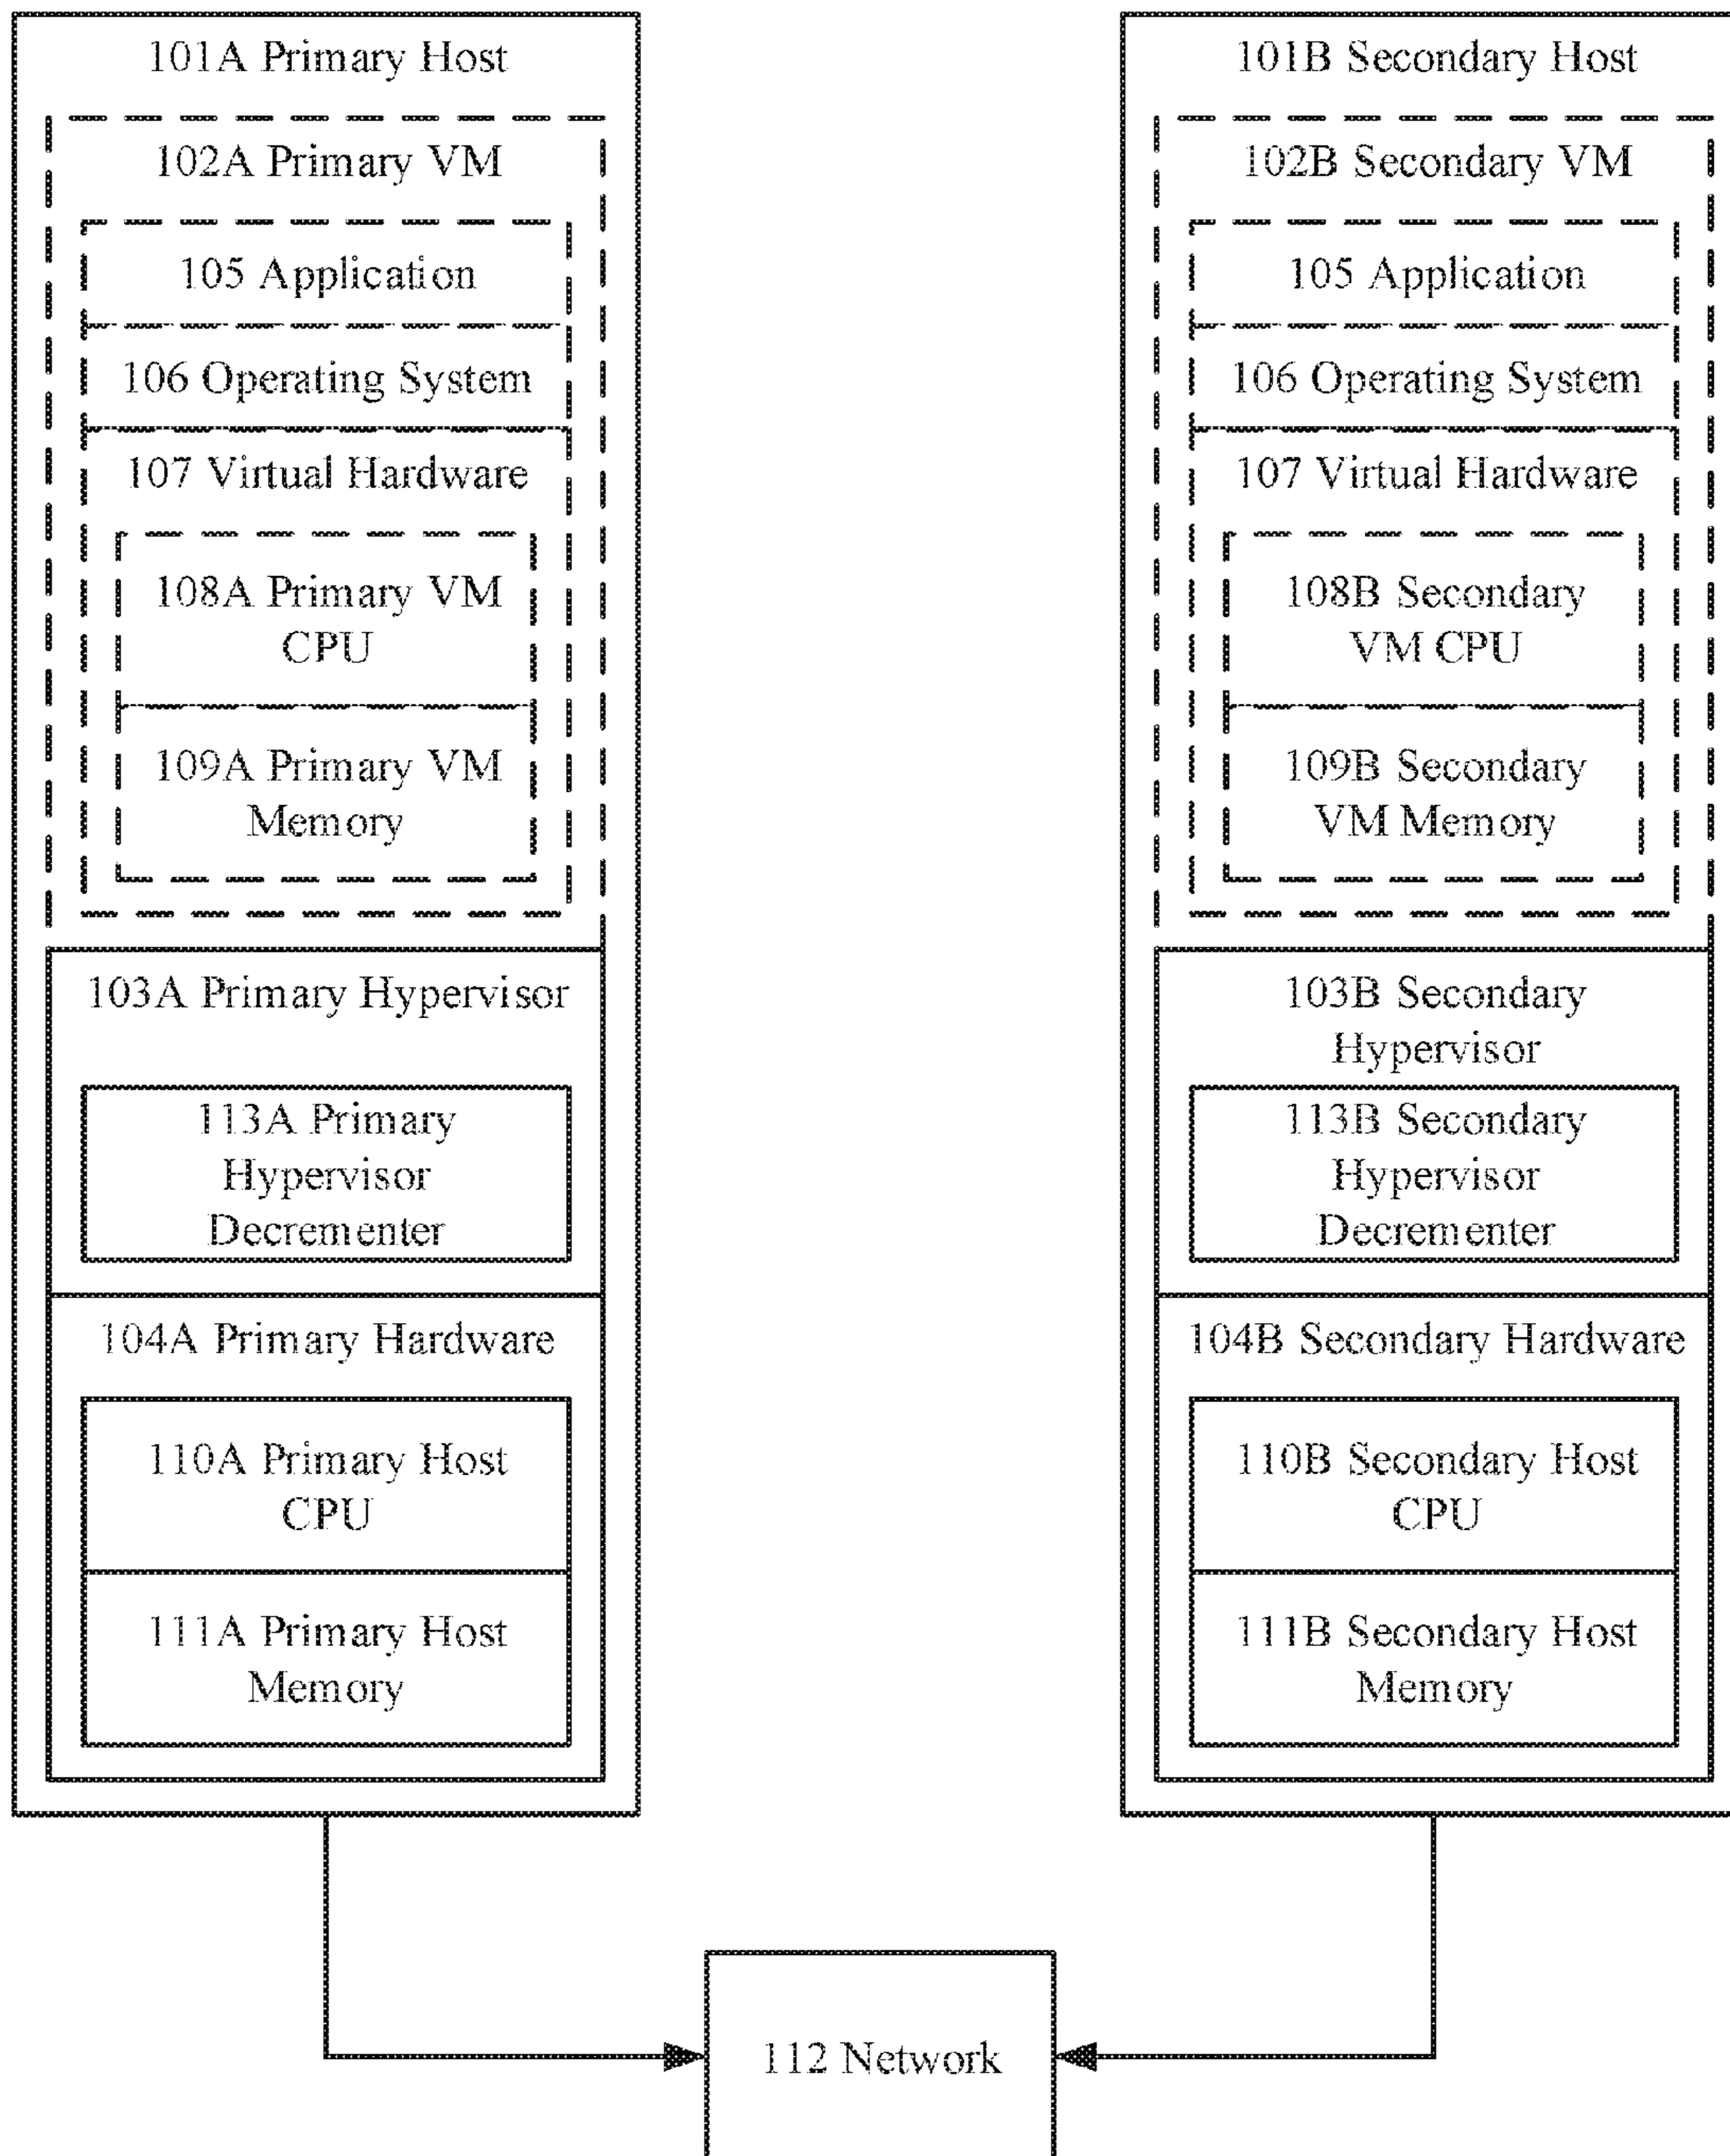 101A Primary Host
102A Primary VM
105 Application
106 Operating System
107 Virtual Hardware
108A Primary VM
CPU
109A Primary VM
Memory
103A Primary Hypervisor
113A Primary
Hypervisor
Decrementer
104A Primary Hardware
110A Primary Host
CPU
111A Primary Host
Memory
101B Secondary Host
102B Secondary VM
105 Application
106 Operating System
107 Virtual Hardware
108B Secondary
VM CPU
109B Secondary
VM Memory
103B Secondary
Hypervisor
113B Secondary
Hypervisor
Decrementer
104B Secondary Hardware
110B Secondary Host
CPU
111B Secondary Host
Memory
112 Network